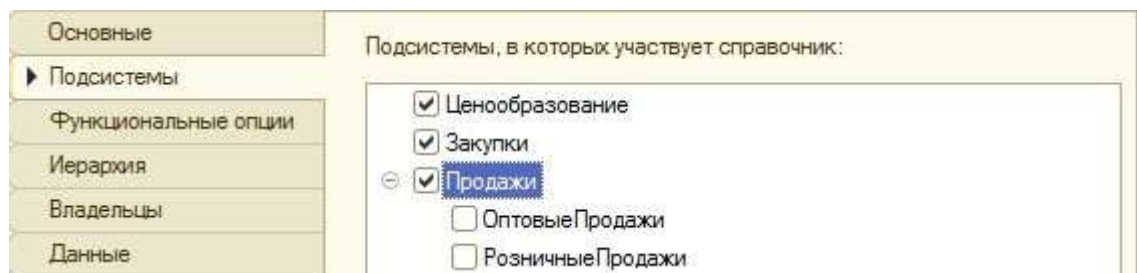 Основные
Подсистемы
Функциональные опции
Иерархия
Владельцы
Данные
Подсистемы, в которых участвует справочник:
Ценообразование
Закупки
Продажи
ОптовыеПродажи
РозничныеПродажи